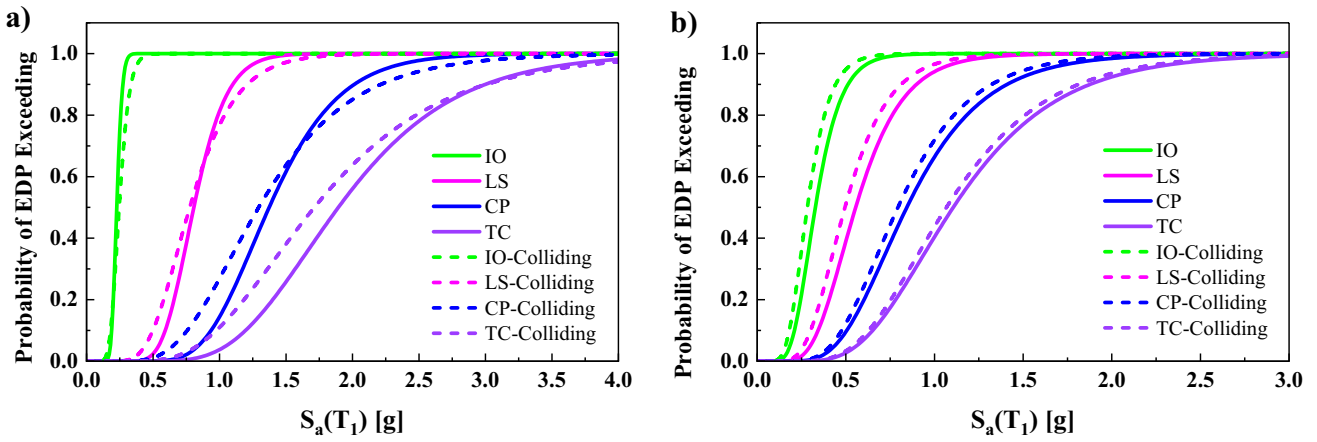 a)
Probability of EDP Exceeding
1.0
0.8
0.6
0.4
0.2
0.0
IO
LS
CP
TC
IO-Colliding
LS-Colliding
CP-Colliding
TC-Colliding
0.0 0.5 1.0 1.5 2.0 2.5 3.0 3.5 4.0
Sa(T1) [g]
b)
Probability of EDP Exceeding
1.0
0.8
0.6
0.4
0.2
0.0
IO
LS
CP
TC
IO-Colliding
LS-Colliding
CP-Colliding
TC-Colliding
0.0 0.5 1.0 1.5 2.0 2.5 3.0
Sa(T1) [g]